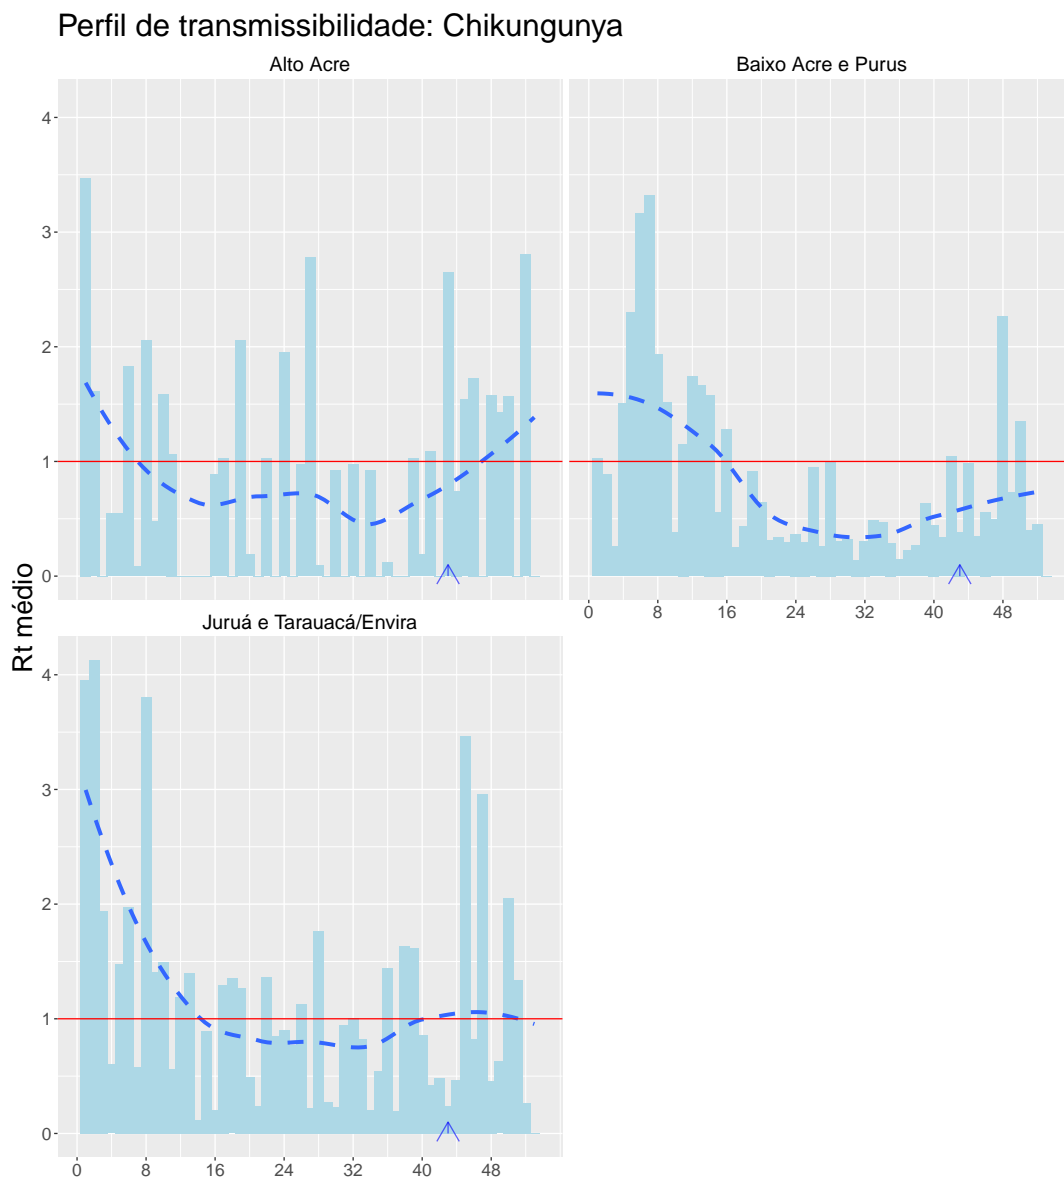 Perfil de transmissibilidade: Chikungunya
Alto Acre
Baixo Acre e Purus
4
3
2
1
0
0 8 16 24 32 40 48
Rt médio
Juruá e Tarauacá/Envira
4
3
2
1
0
0 8 16 24 32 40 48